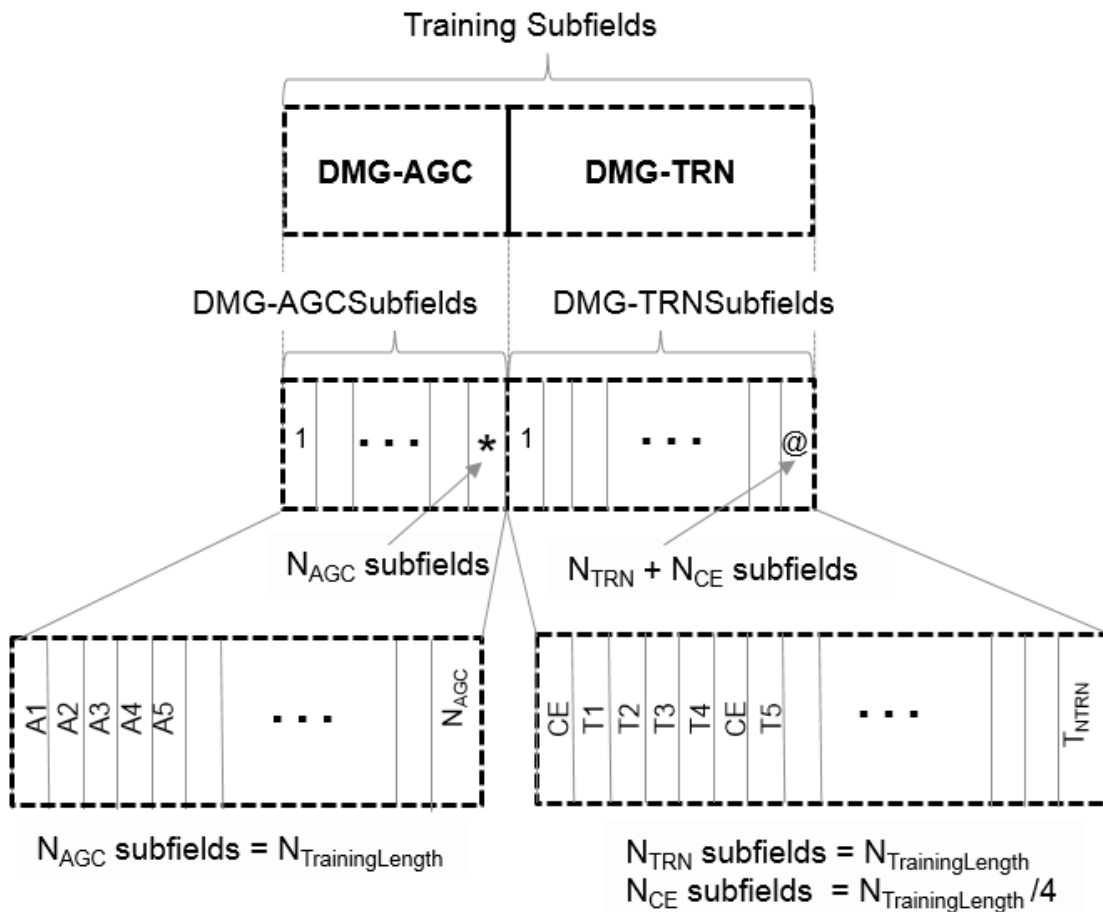 Training Subfields
DMG-AGC DMG-TRN
DMG-AGCSubfields DMG-TRNSubfields
1 ... * 1 ... @
N_AGC subfields N_TRN + N_CE subfields
A1 A2 A3 A4 A5 ... N_AGC CE T1 T2 T3 T4 CE T5 ... T_NTRN
N_AGC subfields = N_TrainingLength
N_TRN subfields = N_TrainingLength
N_CE subfields = N_TrainingLength /4